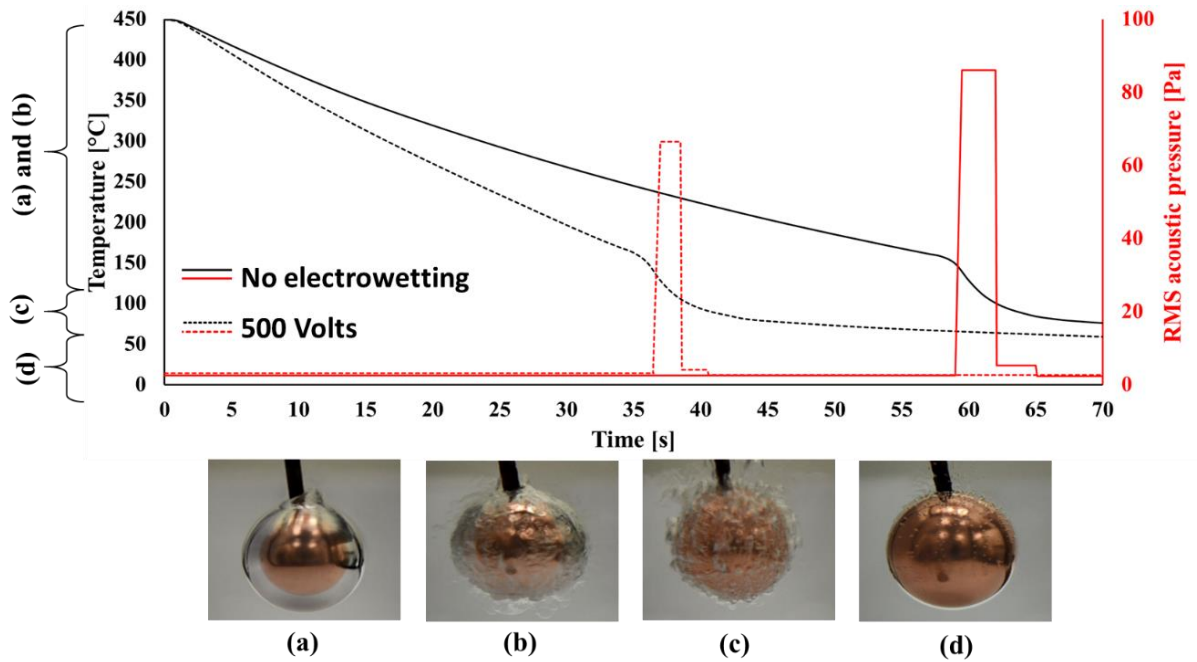 450
400
350
300
250
200
150
100
50
0
Temperature [°C]
(a) and (b)
(c)
(d)
No electrowetting
500 Volts
100
80
60
40
20
0
RMS acoustic pressure [Pa]
0 5 10 15 20 25 30 35 40 45 50 55 60 65 70
Time [s]
(a) (b) (c) (d)